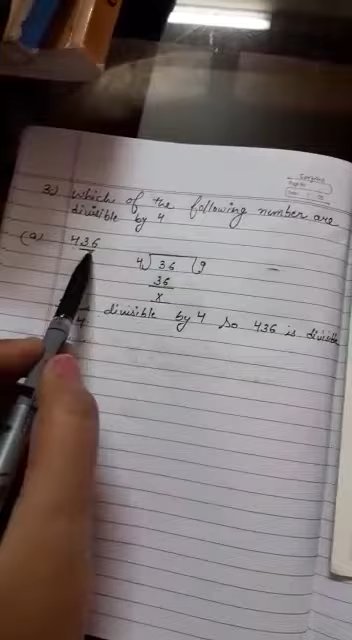 3.) Which of the following number are
divisible by 4
(a) 436
4) 36 (9
36
x
divisible by 4 so 436 is divisible
4